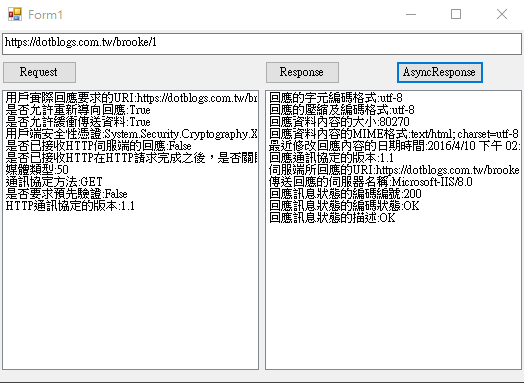 Form1
https://dotblogs.com.tw/brooke/1
Request
Response
AsyncResponse
用戶實際回應要求的URI:https://dotblogs.com.tw/br
是否允許重新導向回應:True
是否允許緩衝傳送資料:True
用戶端安全性憑證:System.Security.Cryptography.X
是否已接收HTTP伺服端的回應:False
是否已接收HTTP在HTTP請求完成之後，是否關閉
媒體類型:50
通訊協定方法:GET
是否要求預先驗證:False
HTTP通訊協定的版本:1.1
回應的字元編碼格式:utf-8
回應的壓縮及編碼格式:utf-8
回應資料內容的大小:80270
回應資料內容的MIME格式:text/html; charset=utf-8
最近修改回應內容的日期時間:2016/4/10 下午 02:
回應通訊協定的版本:1.1
伺服端所回應的URI:https://dotblogs.com.tw/brooke
傳送回應的伺服器名稱:Microsoft-IIS/8.0
回應訊息狀態的編碼編號:200
回應訊息狀態的編碼狀態:OK
回應訊息狀態的描述:OK